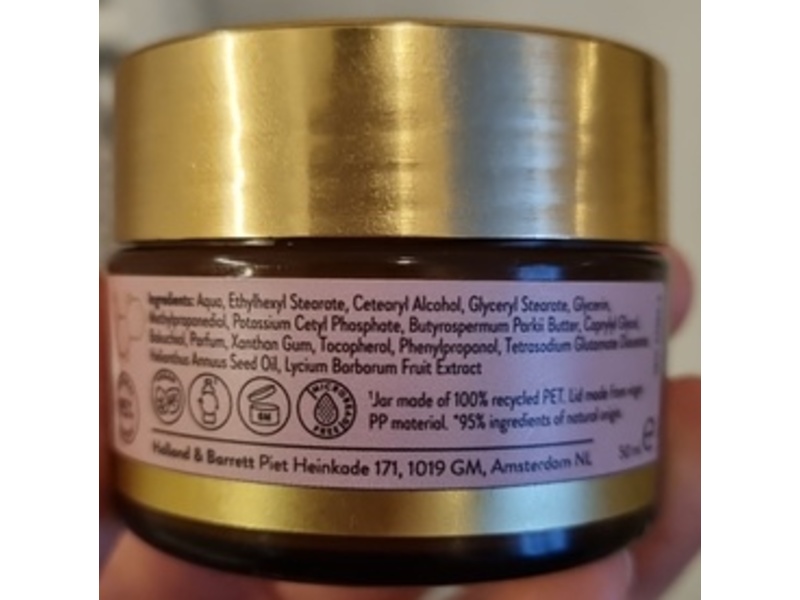 Ingredients: Aqua, Ethylhexyl Stearate, Cetearyl Alcohol, Glyceryl Stearate, Glycerin,
Methylpropanediol, Potassium Cetyl Phosphate, Butyrospermum Parkii Butter, Caprylyl Glycol,
Bakuchiol, Parfum, Xanthan Gum, Tocopherol, Phenylpropanol, Tetrasodium Glutamate Diacetate,
Helianthus Annuus Seed Oil, Lycium Barbarum Fruit Extract
6M
MICROBEADS FREE
¹Jar made of 100% recycled PET. Lid made from virgin
PP material. *95% ingredients of natural origin.
Holland & Barrett Piet Heinkade 171, 1019 GM, Amsterdam NL
50 ml e